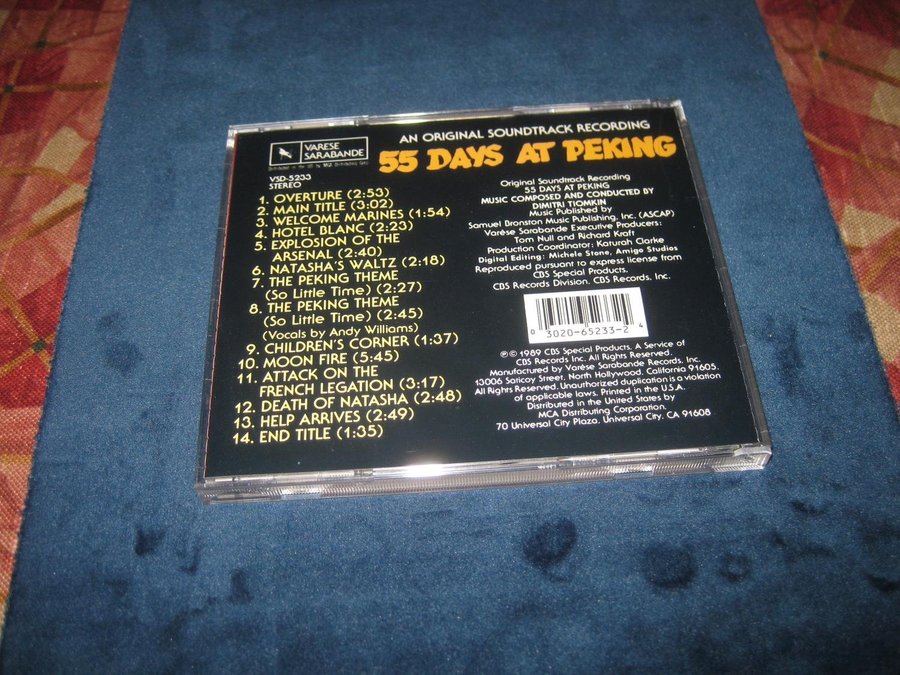 AN ORIGINAL SOUNDTRACK RECORDING
55 DAYS AT PEKING
VARESE
SARABANDE
Distributed in the US by MCA Distributing Corp.
VSD-5233
STEREO
1. OVERTURE (2:53)
2. MAIN TITLE (3:02)
3. WELCOME MARINES (1:54)
4. HOTEL BLANC (2:23)
5. EXPLOSION OF THE
ARSENAL (2:40)
6. NATASHA'S WALTZ (2:18)
7. THE PEKING THEME
(So Little Time) (2:27)
8. THE PEKING THEME
(So Little Time) (2:45)
(Vocals by Andy Williams)
9. CHILDREN'S CORNER (1:37)
10. MOON FIRE (5:45)
11. ATTACK ON THE
FRENCH LEGATION (3:17)
12. DEATH OF NATASHA (2:48)
13. HELP ARRIVES (2:49)
14. END TITLE (1:35)
Original Soundtrack Recording
55 DAYS AT PEKING
MUSIC COMPOSED AND CONDUCTED BY
DIMITRI TIOMKIN
Music Published by
Samuel Bronston Music Publishing, Inc. (ASCAP)
Varèse Sarabande Executive Producers:
Tom Null and Richard Kraft
Production Coordinator: Katurah Clarke
Digital Editing: Michele Stone, Amigo Studios
Reproduced pursuant to express license from
CBS Special Products.
CBS Records Division. CBS Records, Inc.
0 3020-65233-2 4
℗© 1989 CBS Special Products. A Service of
CBS Records Inc. All Rights Reserved.
Manufactured by Varèse Sarabande Records, Inc.
13006 Saticoy Street, North Hollywood, California 91605.
All Rights Reserved. Unauthorized duplication is a violation
of applicable laws. Printed in the U.S.A.
Distributed in the United States by
MCA Distributing Corporation.
70 Universal City Plaza, Universal City, CA 91608